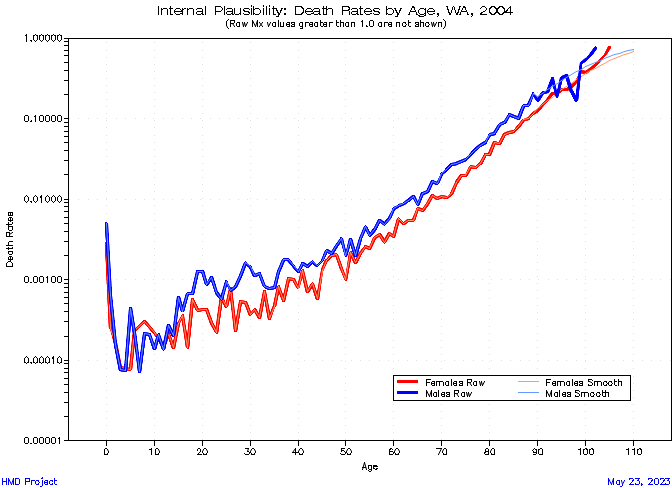 Internal Plausibility: Death Rates by Age, WA, 2004
(Raw Mx values greater than 1.0 are not shown)
1.00000
0.10000
0.01000
0.00100
0.00010
0.00001
Death Rates
Females Raw
Females Smooth
Males Raw
Males Smooth
0 10 20 30 40 50 60 70 80 90 100 110
Age
HMD Project
May 23, 2023